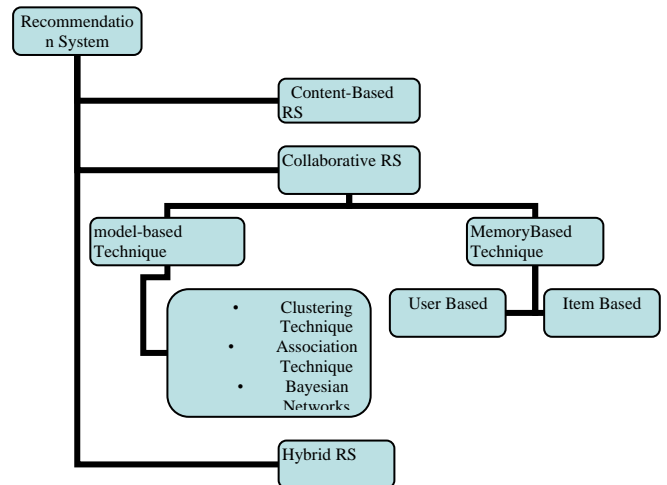 Recommendatio
n System
Content-Based
RS
Collaborative RS
model-based
Technique
MemoryBased
Technique
User Based
Item Based
• Clustering
Technique
• Association
Technique
• Bayesian
Networks
Hybrid RS